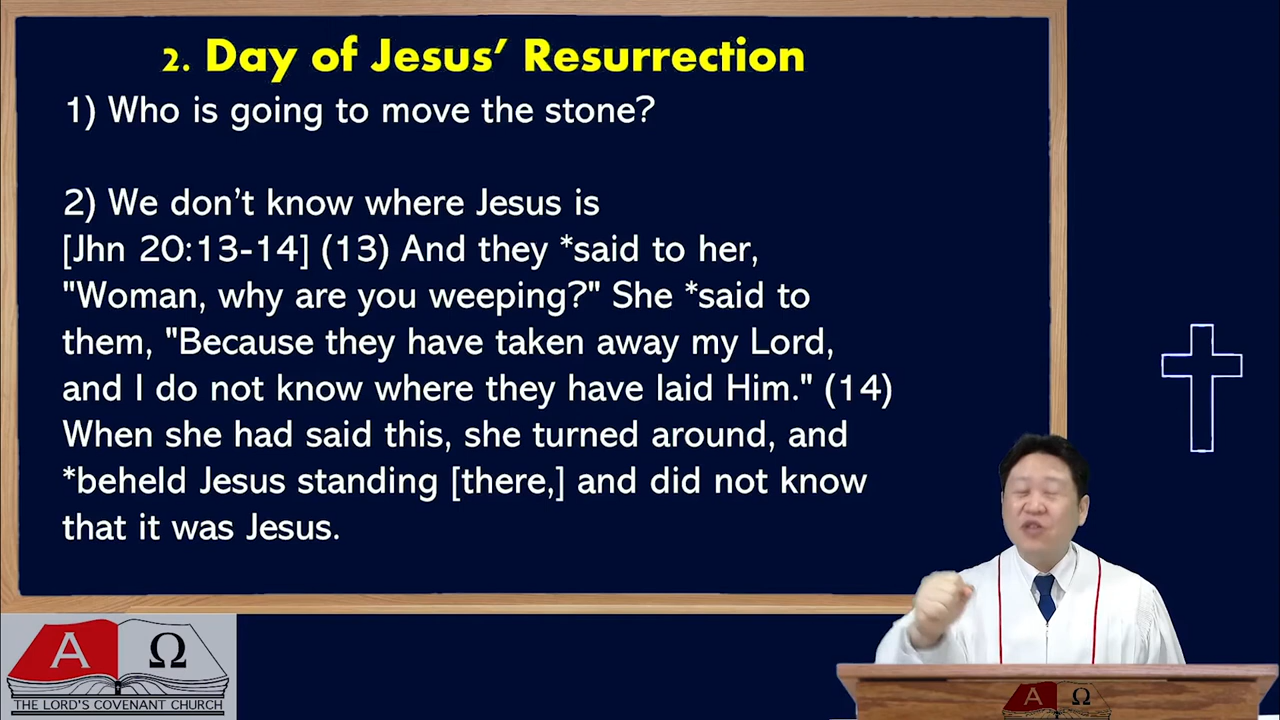 2. Day of Jesus’ Resurrection
1) Who is going to move the stone?
2) We don’t know where Jesus is
[Jhn 20:13-14] (13) And they *said to her,
"Woman, why are you weeping?" She *said to
them, "Because they have taken away my Lord,
and I do not know where they have laid Him." (14)
When she had said this, she turned around, and
*beheld Jesus standing [there,] and did not know
that it was Jesus.
Α Ω
THE LORD'S COVENANT CHURCH
Α Ω